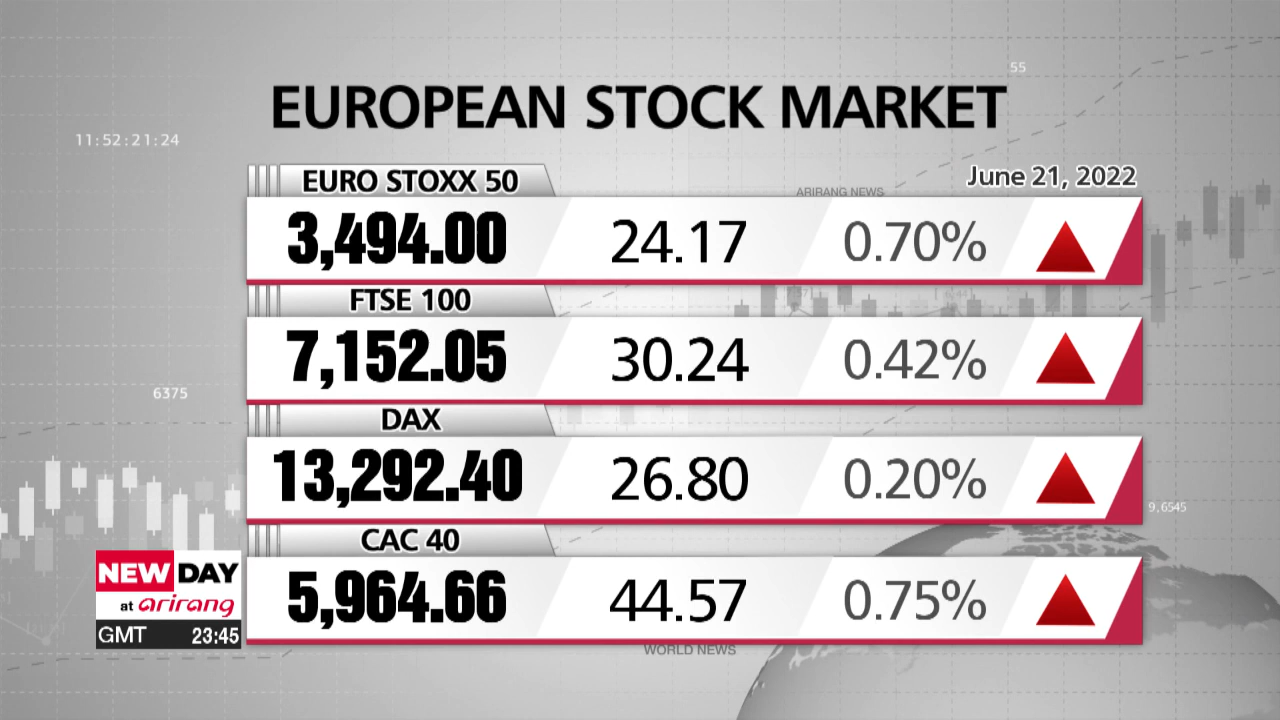 55
EUROPEAN STOCK MARKET
11:52:21:24
EURO STOXX 50
June 21, 2022
ARIRANG NEWS
3,494.00 24.17 0.70%
FTSE 100
7,152.05 30.24 0.42%
6375
DAX
13,292.40 26.80 0.20%
9,6545
CAC 40
5,964.66 44.57 0.75%
NEW DAY
at arirang
GMT 23:45
WORLD NEWS